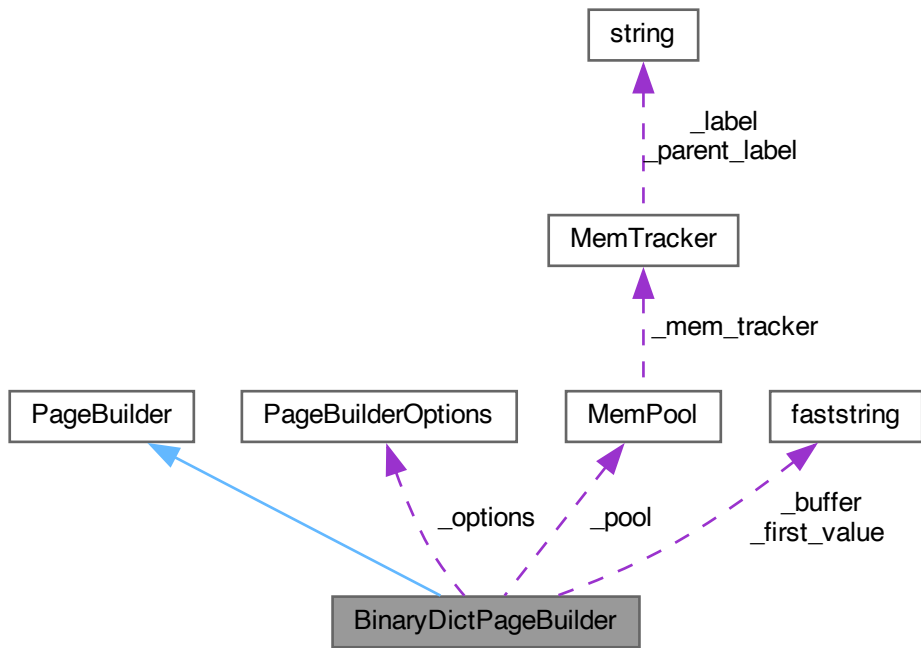 string
_label
_parent_label
MemTracker
_mem_tracker
PageBuilder
PageBuilderOptions
MemPool
faststring
_options
_pool
_buffer
_first_value
BinaryDictPageBuilder